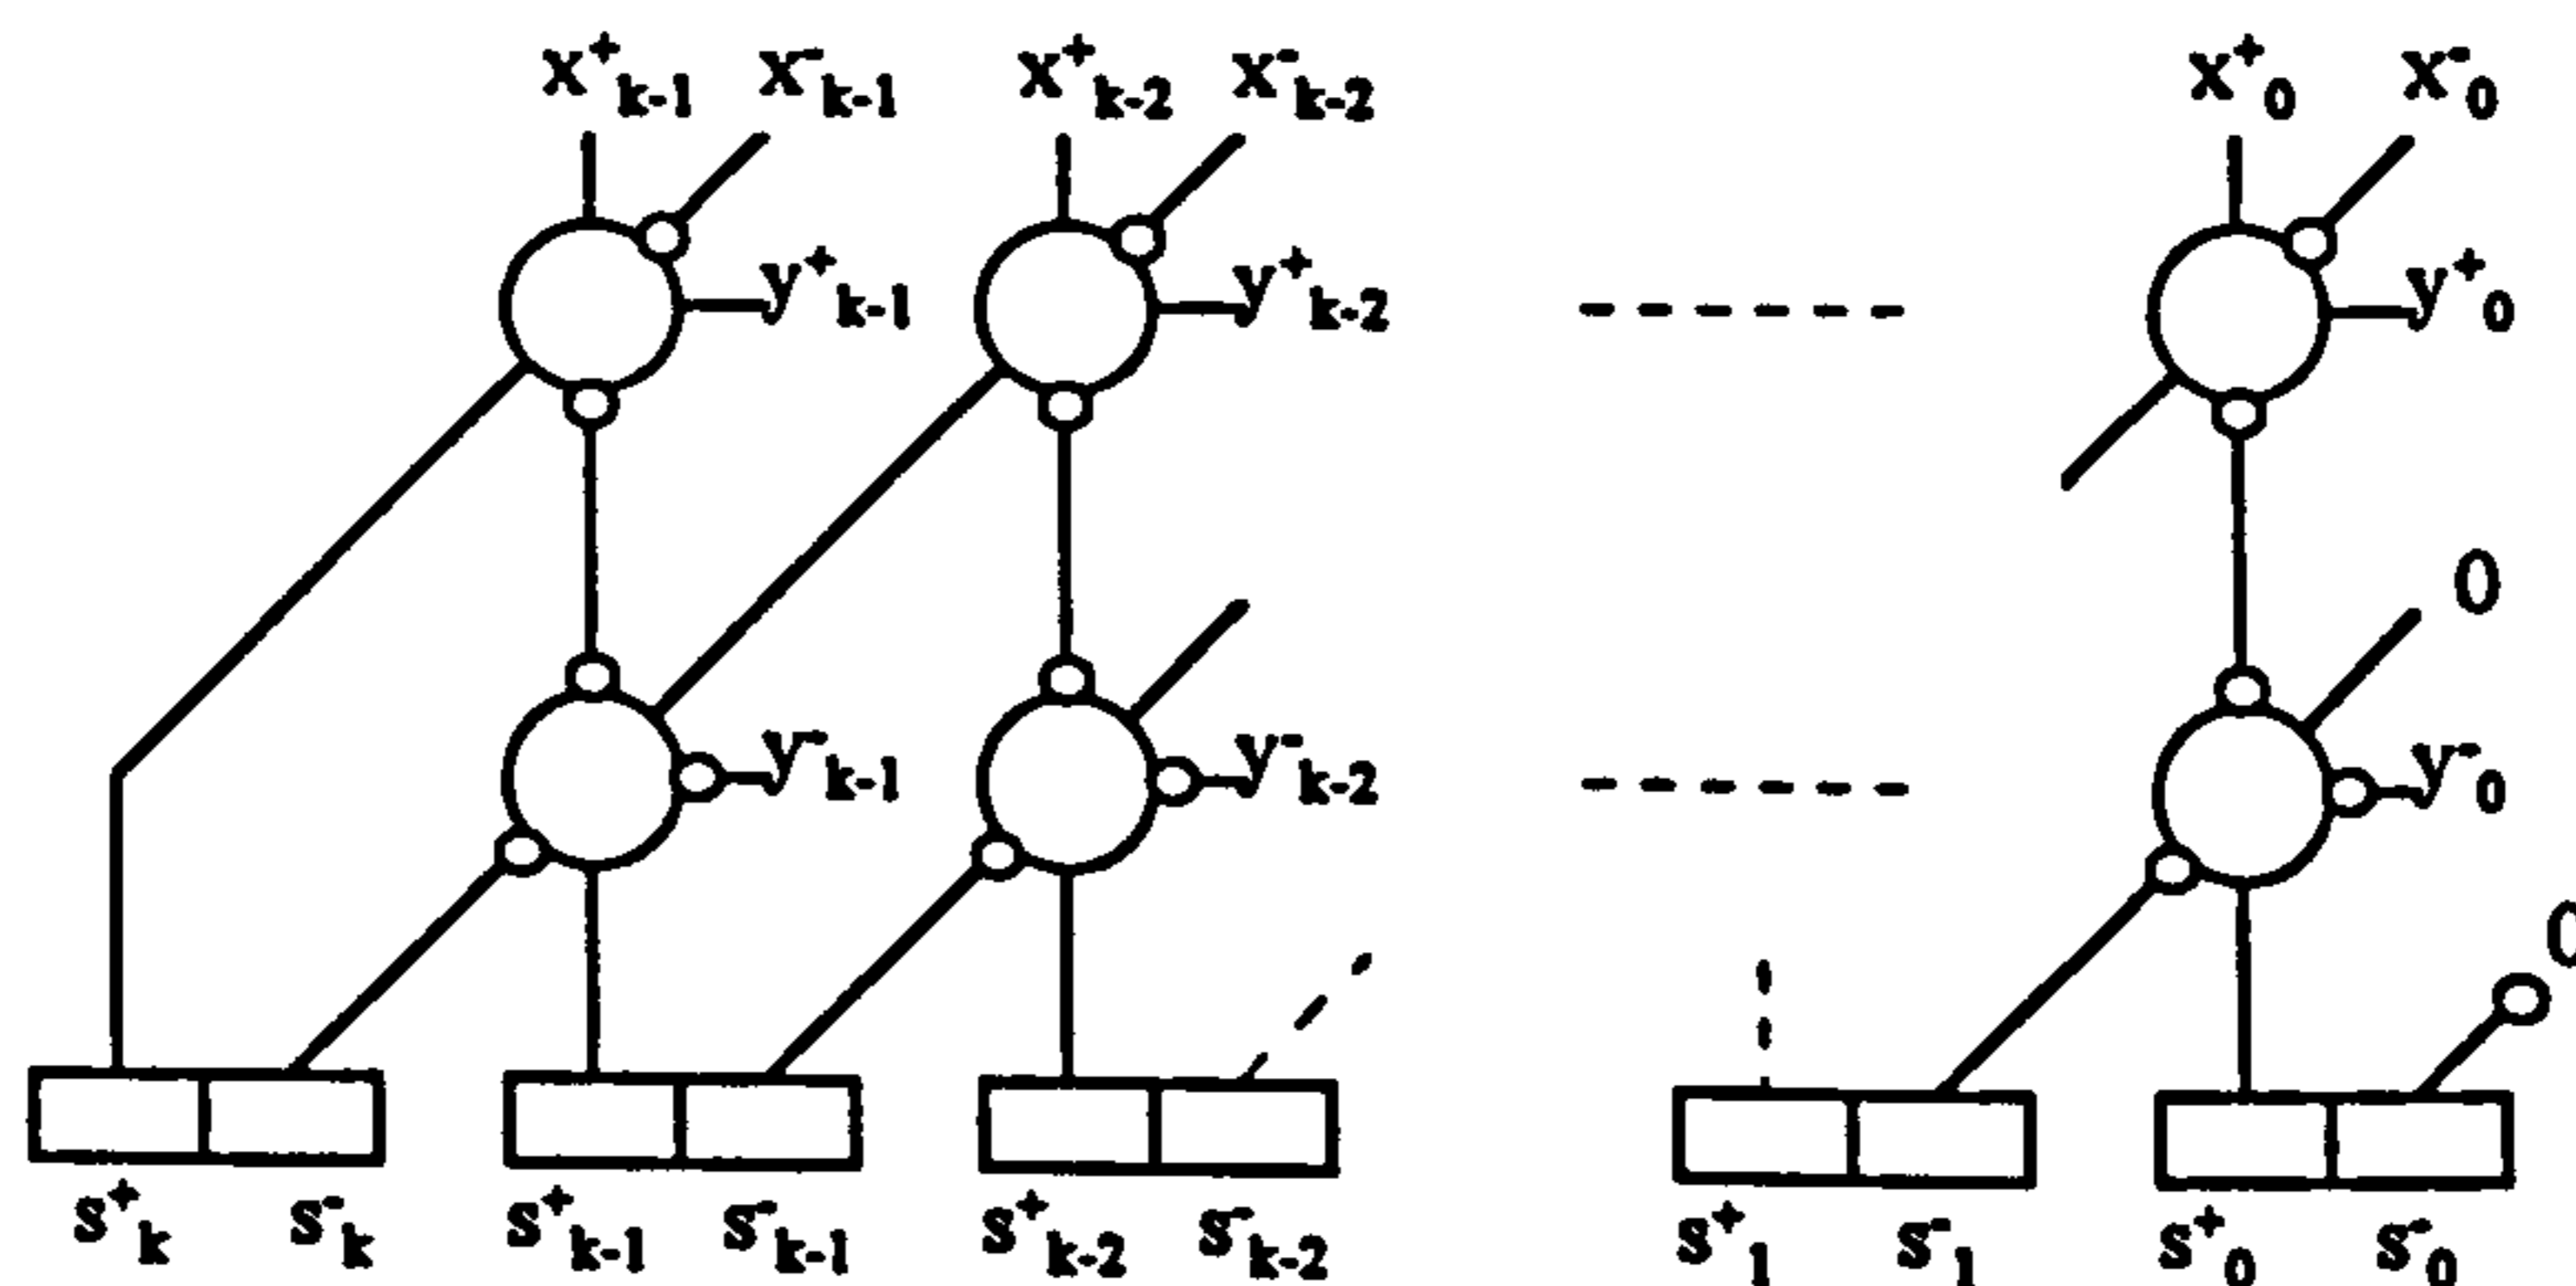 x⁺ₖ₋₁ x⁻ₖ₋₁ x⁺ₖ₋₂ x⁻ₖ₋₂ x⁺₀ x⁻₀
y⁺ₖ₋₁ y⁺ₖ₋₂ y⁺₀
0
y⁻ₖ₋₁ y⁻ₖ₋₂ y⁻₀
0
s⁺ₖ s⁻ₖ s⁺ₖ₋₁ s⁻ₖ₋₁ s⁺ₖ₋₂ s⁻ₖ₋₂ s⁺₁ s⁻₁ s⁺₀ s⁻₀